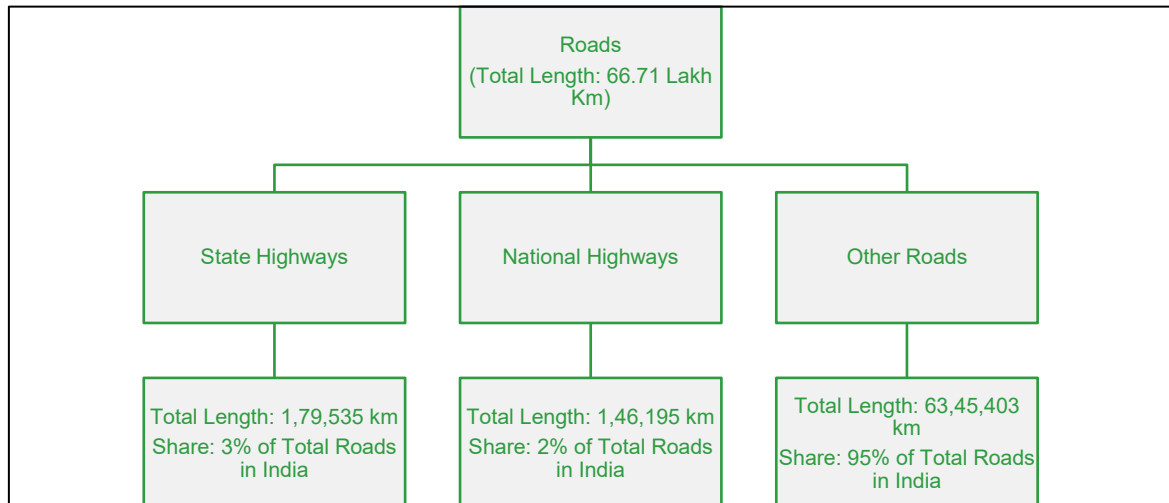 Roads
(Total Length: 66.71 Lakh
Km)
State Highways
National Highways
Other Roads
Total Length: 1,79,535 km
Share: 3% of Total Roads
in India
Total Length: 1,46,195 km
Share: 2% of Total Roads
in India
Total Length: 63,45,403
km
Share: 95% of Total Roads
in India